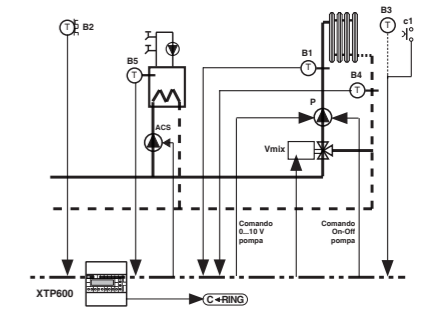 B2
B3
c1
T
T
B1
T
B5
T
B4
T
P
ACS
Vmix
Comando
0...10 V
pompa
Comando
On-Off
pompa
XTP600
C◄RING